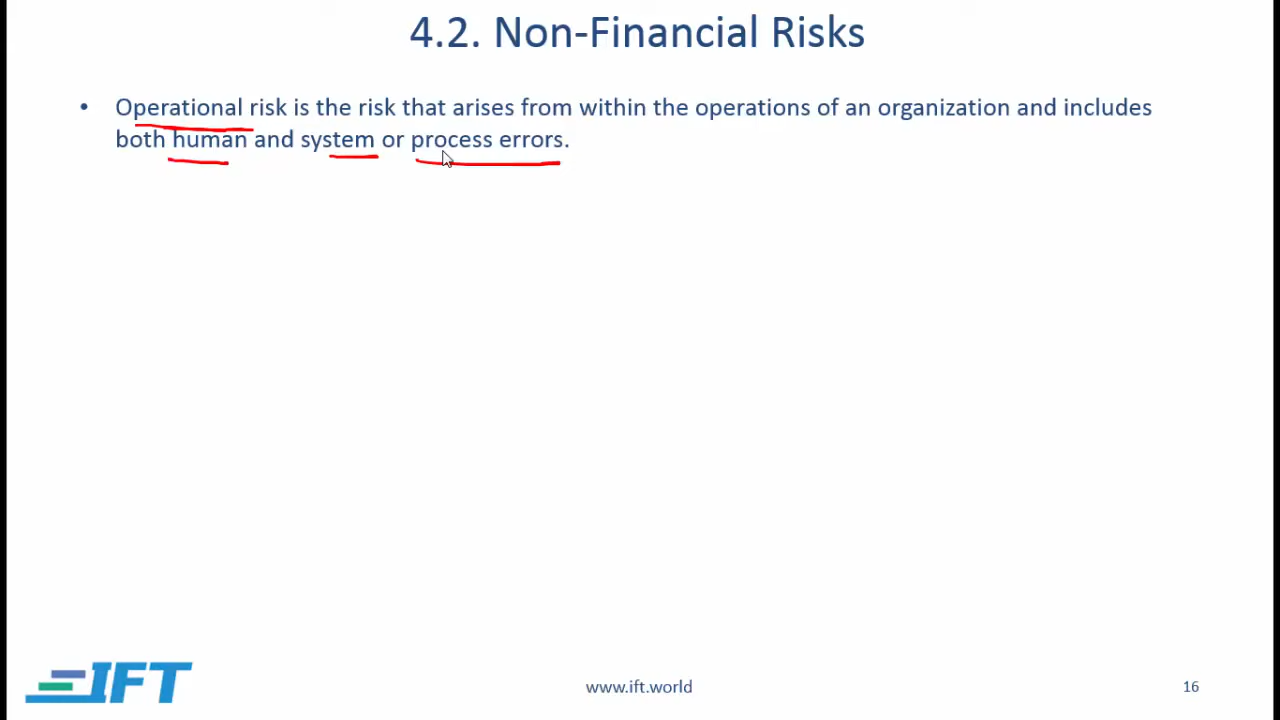 4.2. Non-Financial Risks
• Operational risk is the risk that arises from within the operations of an organization and includes
both human and system or process errors.
IFT
www.ift.world
16